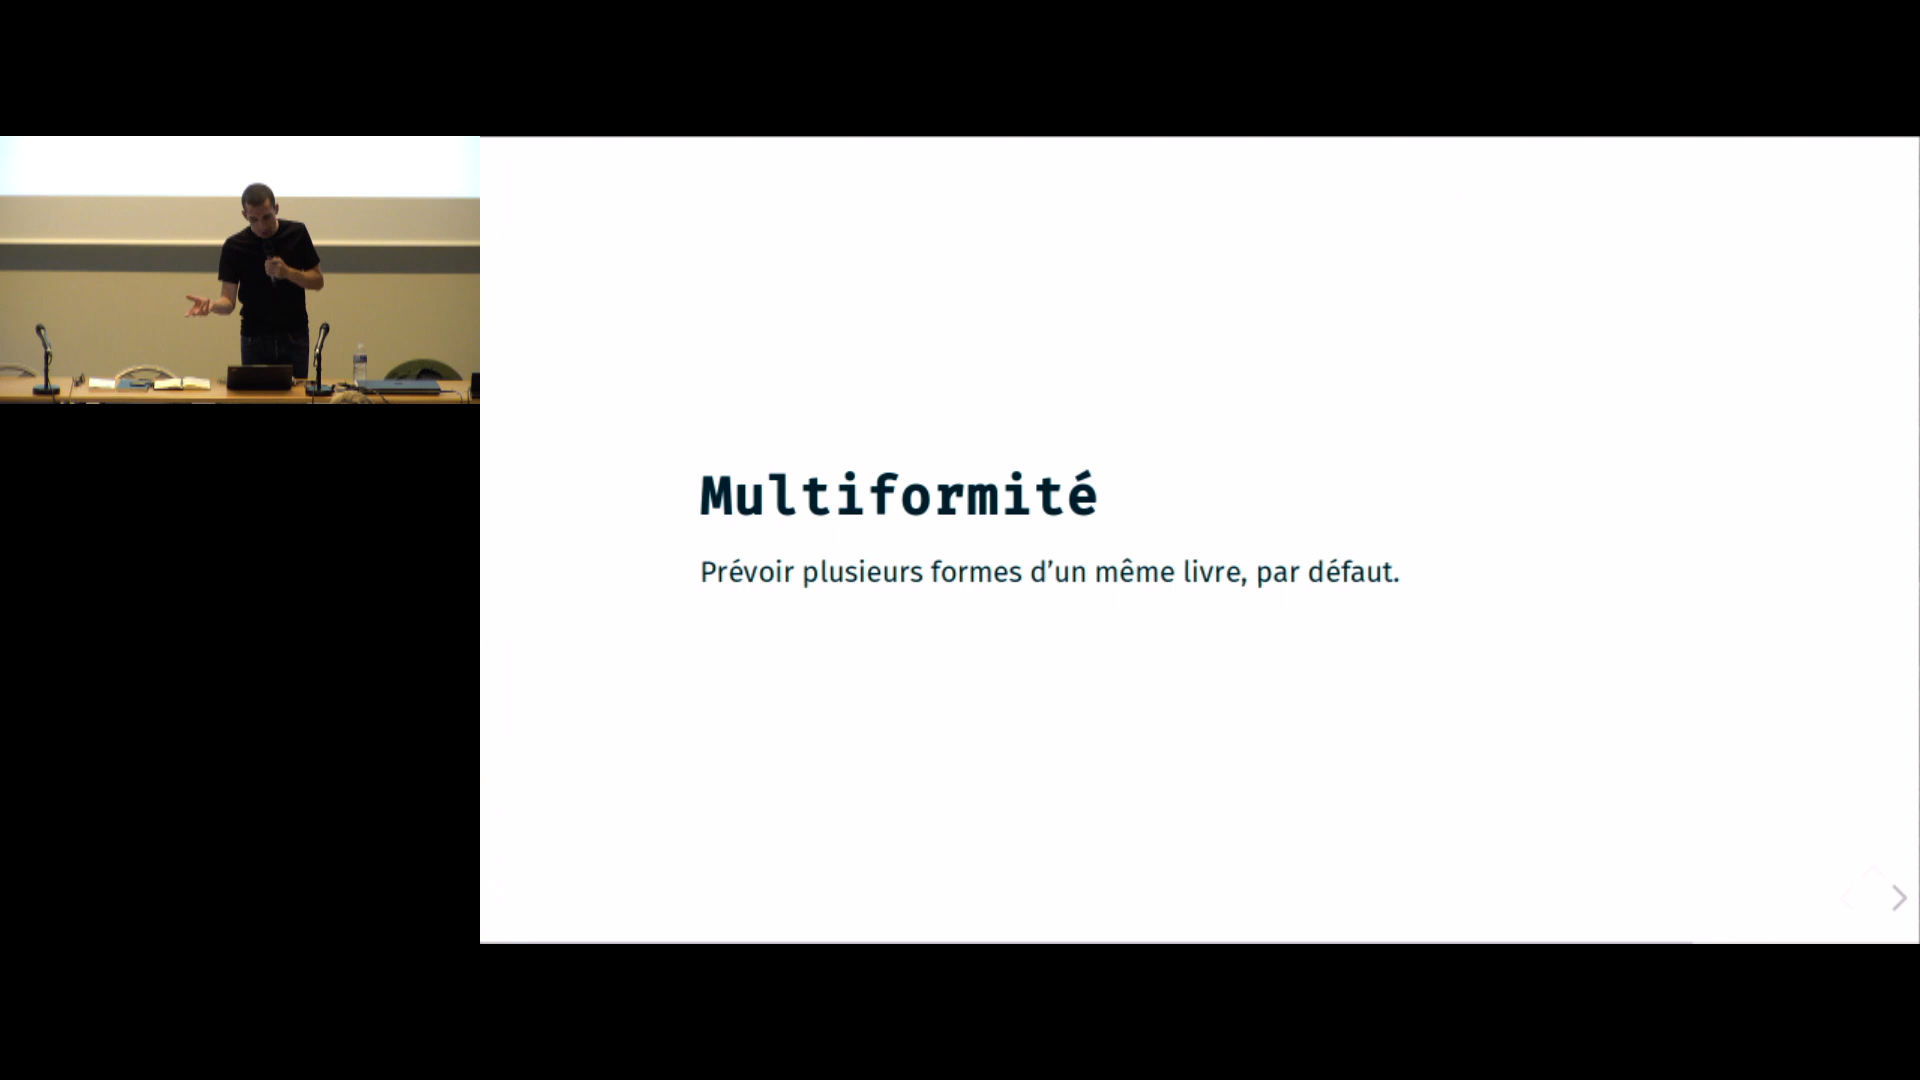 Multiformité
Prévoir plusieurs formes d’un même livre, par défaut.